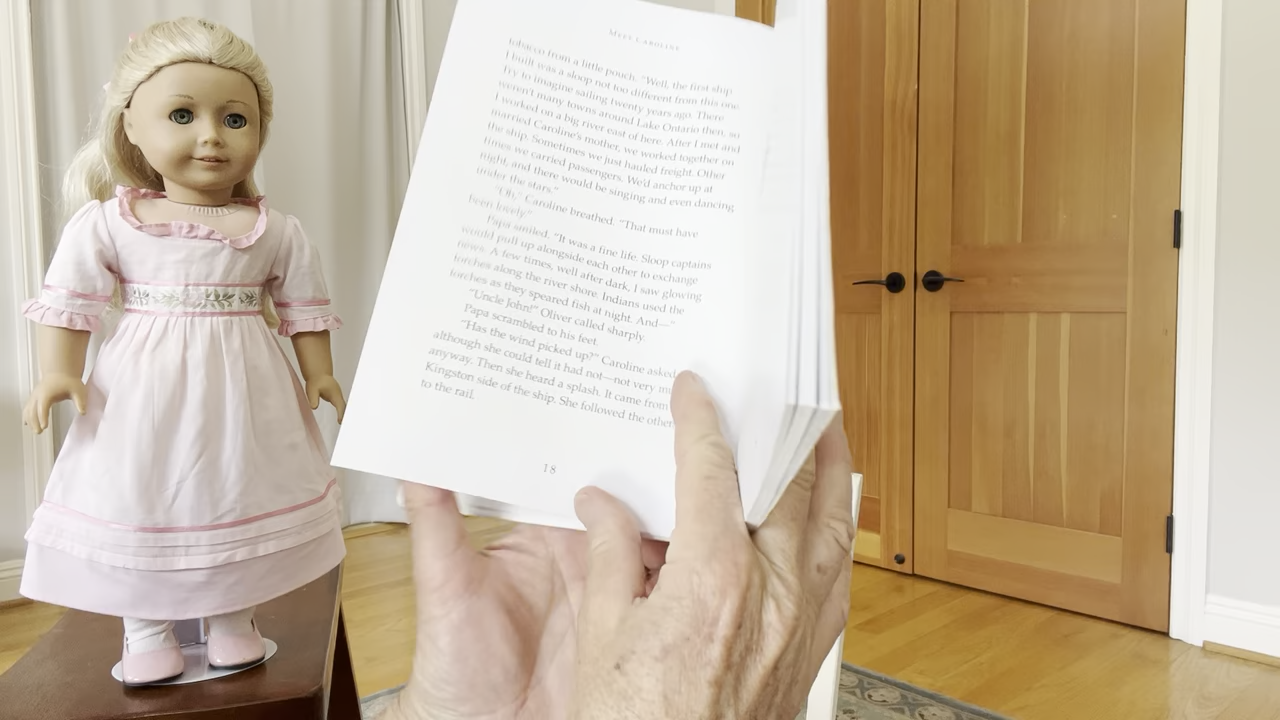 MEET CAROLINE
tobacco from a little pouch. "Well, the first ship
I built was a sloop not too different from this one.
Try to imagine sailing twenty years ago. There
weren't many towns around Lake Ontario then, so
I worked on a big river east of here. After I met and
married Caroline's mother, we worked together on
the ship. Sometimes we just hauled freight. Other
times we carried passengers. We'd anchor up at
night, and there would be singing and even dancing
under the stars."
"Oh," Caroline breathed. "That must have
been lovely."
Papa smiled. "It was a fine life. Sloop captains
would pull up alongside each other to exchange
news. A few times, well after dark, I saw glowing
torches along the river shore. Indians used the
torches as they speared fish at night. And—"
"Uncle John!" Oliver called sharply.
Papa scrambled to his feet.
"Has the wind picked up?" Caroline asked
although she could tell it had not—not very
anyway. Then she heard a splash. It came from
Kingston side of the ship. She followed the other
to the rail.
18